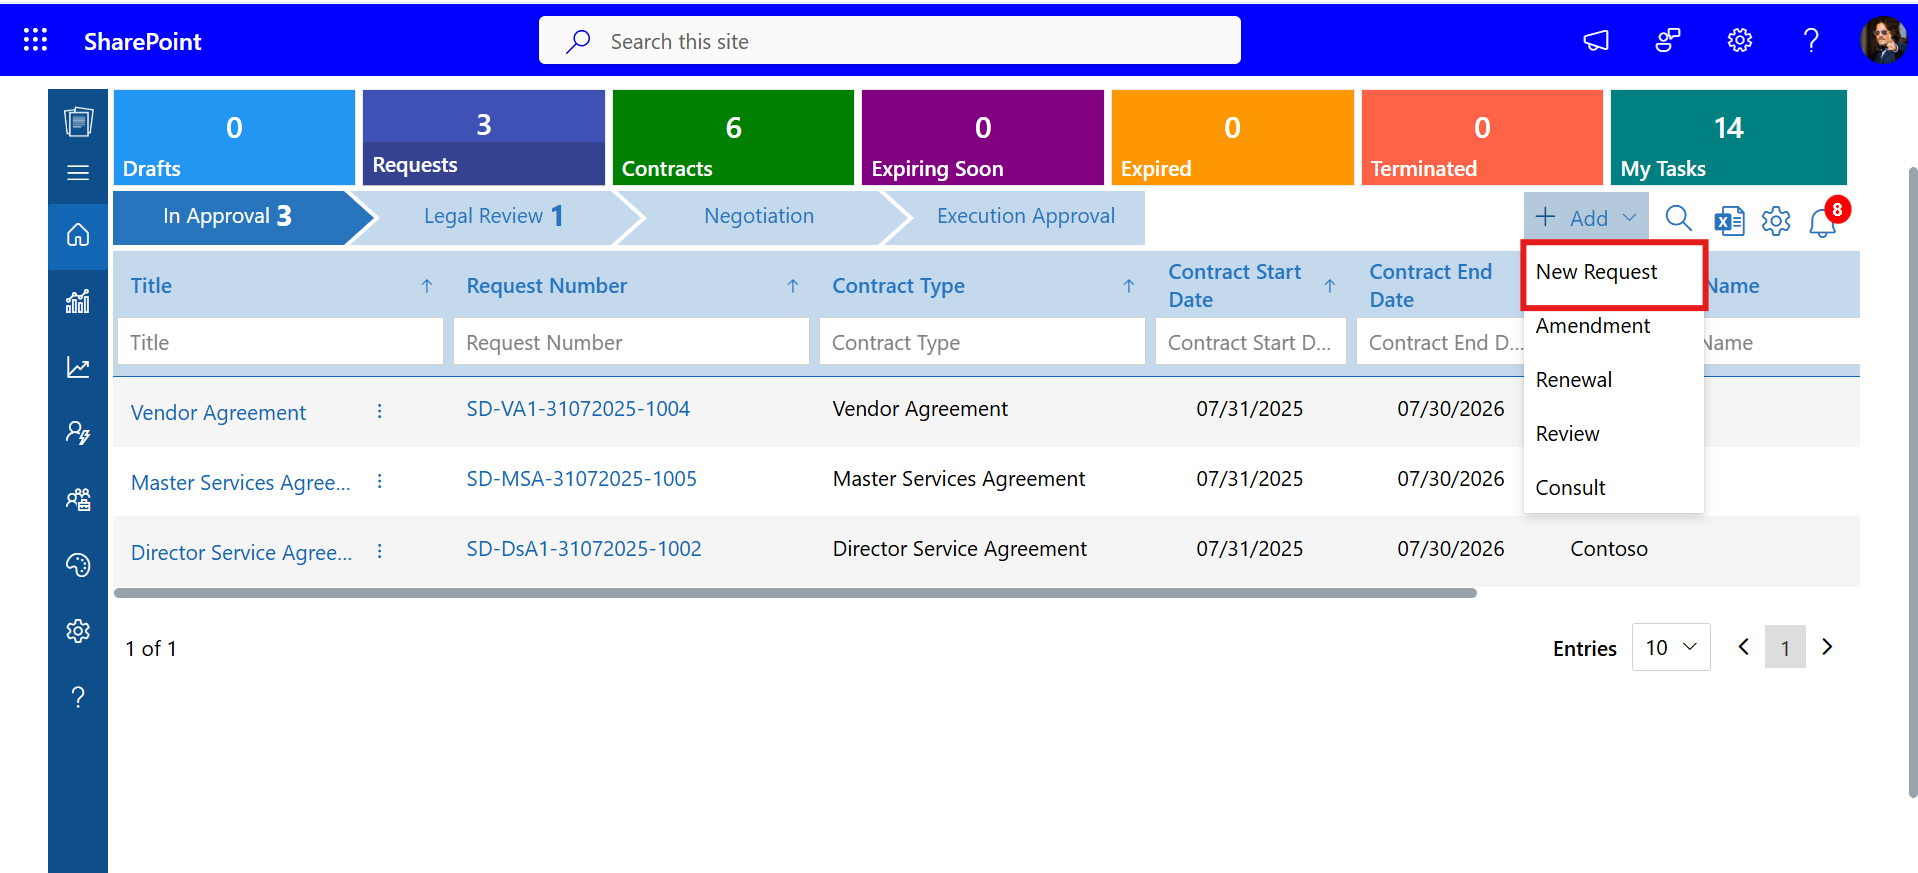 SharePoint
Search this site
0
Drafts
3
Requests
6
Contracts
0
Expiring Soon
0
Expired
0
Terminated
14
My Tasks
In Approval 3
Legal Review 1
Negotiation
Execution Approval
Add
8
New Request
Amendment
Renewal
Review
Consult
Title
Request Number
Contract Type
Contract Start Date
Contract End Date
Name
Title
Request Number
Contract Type
Contract Start D...
Contract End D...
Name
Vendor Agreement
SD-VA1-31072025-1004
Vendor Agreement
07/31/2025
07/30/2026
Master Services Agree...
SD-MSA-31072025-1005
Master Services Agreement
07/31/2025
07/30/2026
Director Service Agree...
SD-DsA1-31072025-1002
Director Service Agreement
07/31/2025
07/30/2026
Contoso
1 of 1
Entries
10
1